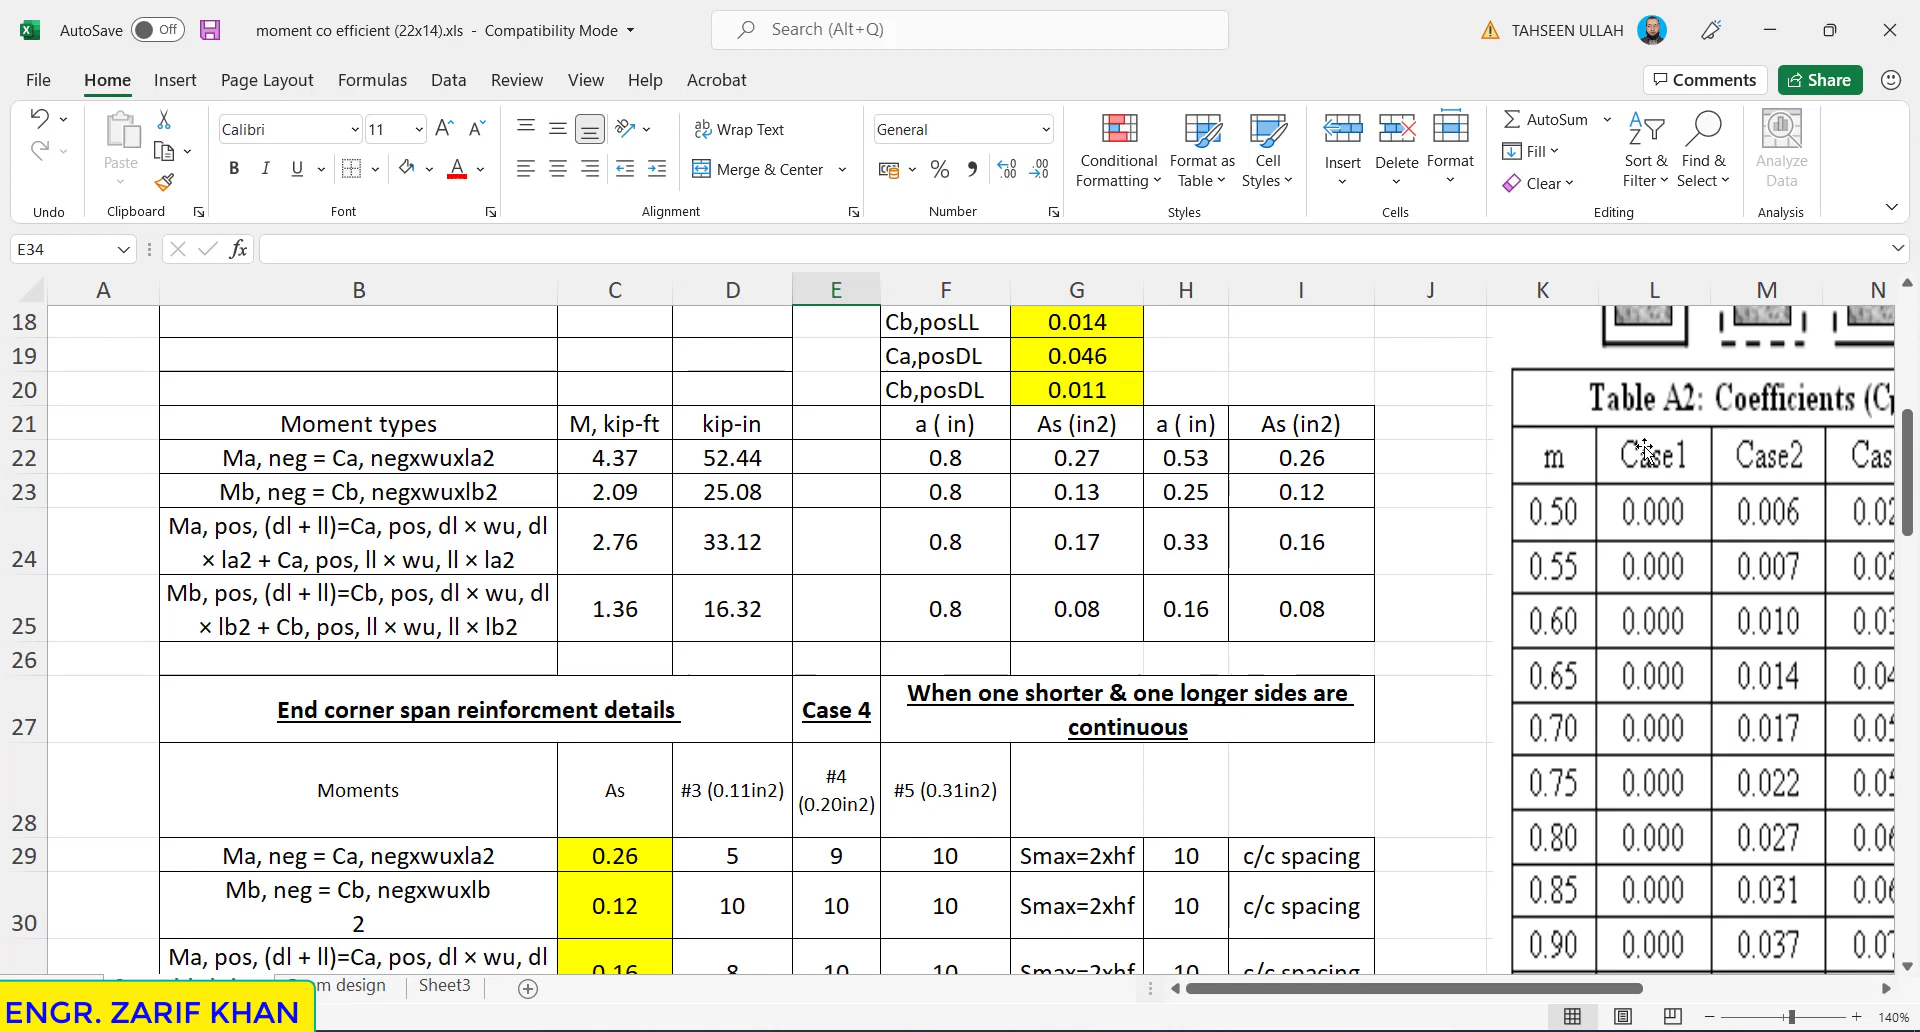 AutoSave Off moment co efficient (22x14).xls - Compatibility Mode Search (Alt+Q) TAHSEEN ULLAH
File Home Insert Page Layout Formulas Data Review View Help Acrobat Comments Share
Calibri 11 Wrap Text General AutoSum
Paste B I U Merge & Center % Conditional Formatting Format as Table Cell Styles Insert Delete Format Fill Clear Sort & Filter Find & Select Analyze Data
Undo Clipboard Font Alignment Number Styles Cells Editing Analysis
E34 fx
A B C D E F G H I J K L M N
18 Cb,posLL 0.014
19 Ca,posDL 0.046
20 Cb,posDL 0.011
Table A2: Coefficients (C
21 Moment types M, kip-ft kip-in a ( in) As (in2) a ( in) As (in2)
22 Ma, neg = Ca, negxwuxla2 4.37 52.44 0.8 0.27 0.53 0.26
m Case1 Case2 Cas
23 Mb, neg = Cb, negxwuxlb2 2.09 25.08 0.8 0.13 0.25 0.12
0.50 0.000 0.006 0.02
24 Ma, pos, (dl + ll)=Ca, pos, dl × wu, dl
× la2 + Ca, pos, ll × wu, ll × la2 2.76 33.12 0.8 0.17 0.33 0.16
0.55 0.000 0.007 0.02
25 Mb, pos, (dl + ll)=Cb, pos, dl × wu, dl
× lb2 + Cb, pos, ll × wu, ll × lb2 1.36 16.32 0.8 0.08 0.16 0.08
0.60 0.000 0.010 0.03
26
0.65 0.000 0.014 0.04
27 End corner span reinforcment details Case 4 When one shorter & one longer sides are
continuous
0.70 0.000 0.017 0.05
28 Moments As #3 (0.11in2) #4
(0.20in2) #5 (0.31in2)
0.75 0.000 0.022 0.05
29 Ma, neg = Ca, negxwuxla2 0.26 5 9 10 Smax=2xhf 10 c/c spacing
0.80 0.000 0.027 0.06
30 Mb, neg = Cb, negxwuxlb
2 0.12 10 10 10 Smax=2xhf 10 c/c spacing
0.85 0.000 0.031 0.06
Ma, pos, (dl + ll)=Ca, pos, dl × wu, dl 0.16 8 10 10 Smax=2xhf 10 c/c spacing
0.90 0.000 0.037 0.07
design Sheet3
ENGR. ZARIF KHAN
140%